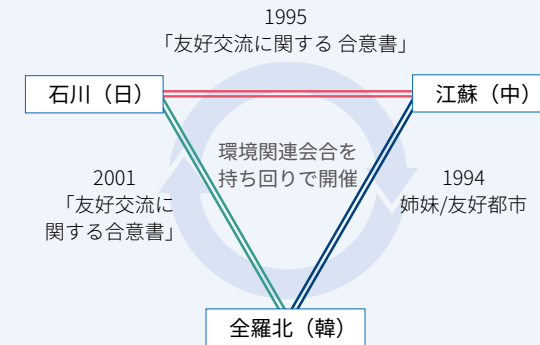 1995
「友好交流に関する 合意書」
石川（日）
江蘇（中）
環境関連会合を
持ち回りで開催
2001
「友好交流に
関する合意書」
1994
姉妹/友好都市
全羅北（韓）